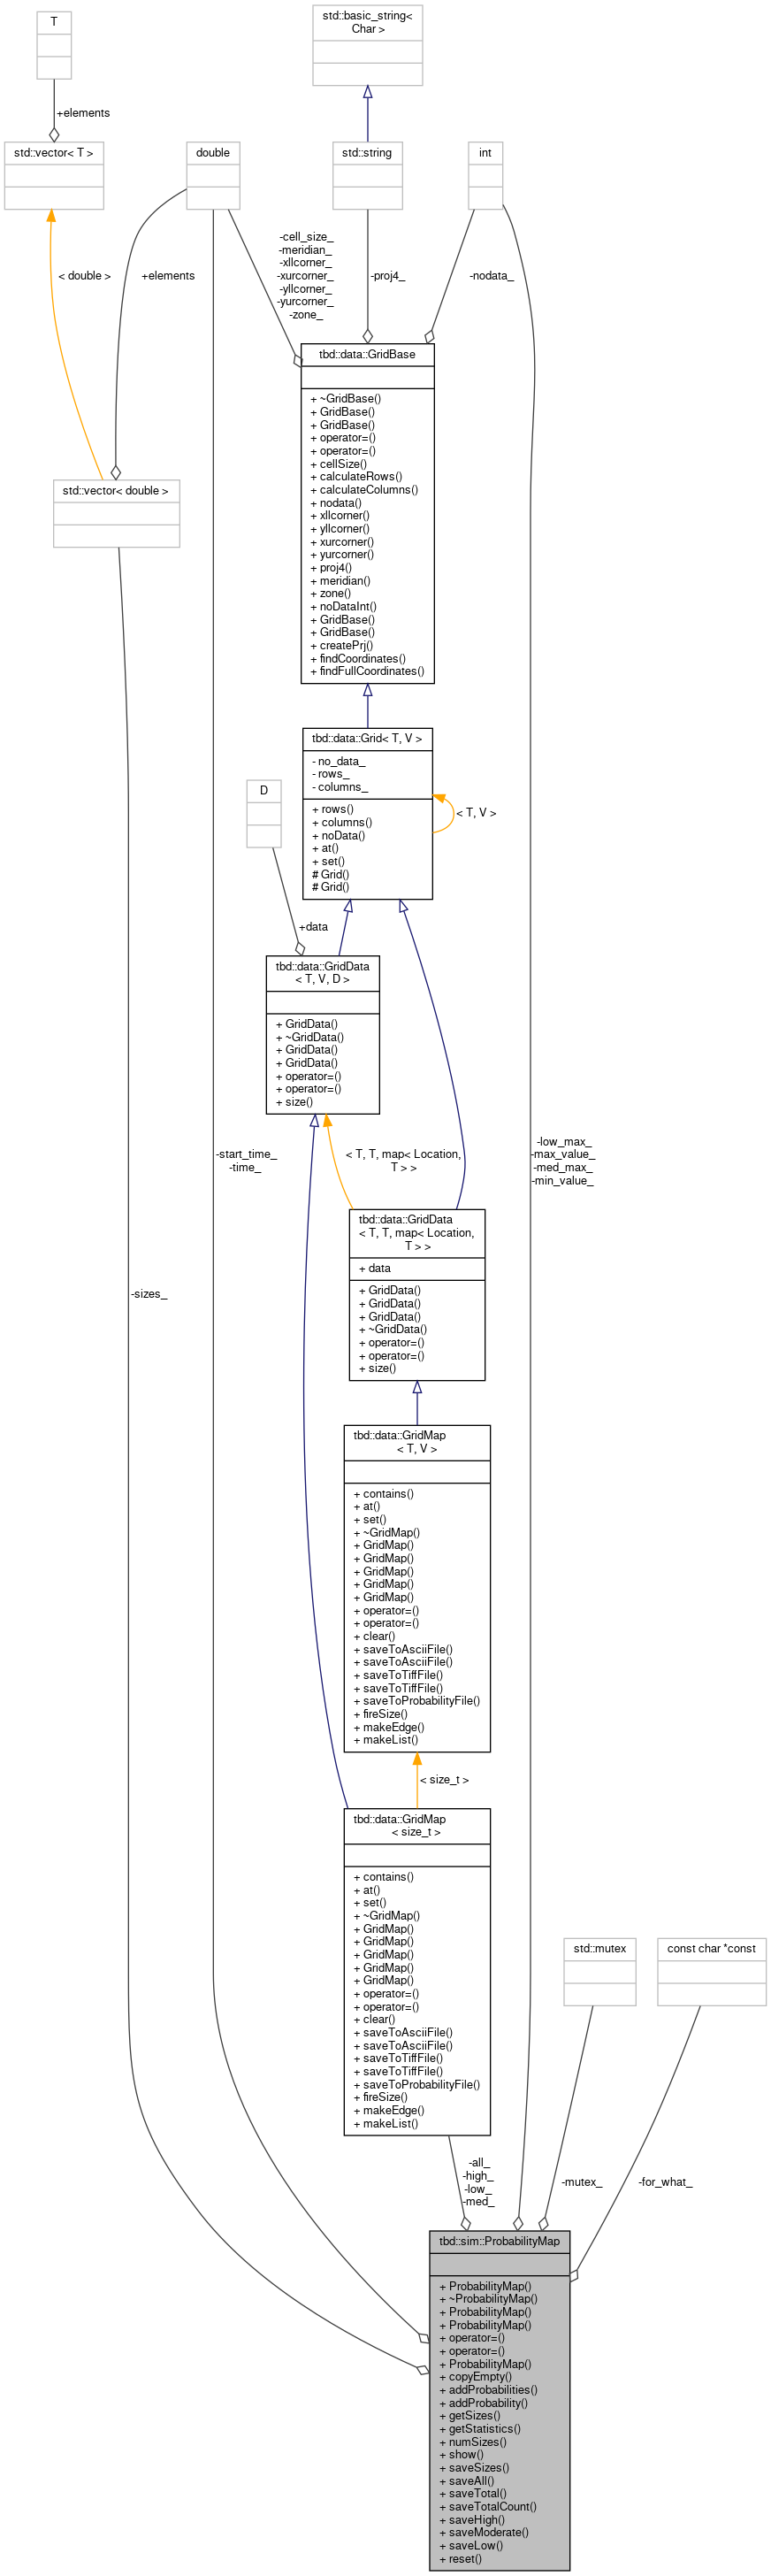 T
std::basic_string<
Char >
+elements
std::vector< T >
double
std::string
int
< double >
+elements
-cell_size_
-meridian_
-xllcorner_
-xurcorner_
-yllcorner_
-yurcorner_
-zone_
-proj4_
-nodata_
tbd::data::GridBase
+ ~GridBase()
+ GridBase()
+ GridBase()
+ operator=()
+ operator=()
+ cellSize()
+ calculateRows()
+ calculateColumns()
+ nodata()
+ xllcorner()
+ yllcorner()
+ xurcorner()
+ yurcorner()
+ proj4()
+ meridian()
+ zone()
+ noDataInt()
+ GridBase()
+ GridBase()
+ createPrj()
+ findCoordinates()
+ findFullCoordinates()
std::vector< double >
tbd::data::Grid< T, V >
- no_data_
- rows_
- columns_
+ rows()
+ columns()
+ noData()
+ at()
+ set()
# Grid()
# Grid()
< T, V >
D
+data
tbd::data::GridData
< T, V, D >
+ GridData()
+ ~GridData()
+ GridData()
+ GridData()
+ operator=()
+ operator=()
+ size()
-start_time_
-time_
< T, T, map< Location,
T > >
-low_max_
-max_value_
-med_max_
-min_value_
tbd::data::GridData
< T, T, map< Location,
T > >
+ data
+ GridData()
+ GridData()
+ GridData()
+ ~GridData()
+ operator=()
+ operator=()
+ size()
-sizes_
tbd::data::GridMap
< T, V >
+ contains()
+ at()
+ set()
+ ~GridMap()
+ GridMap()
+ GridMap()
+ GridMap()
+ GridMap()
+ GridMap()
+ operator=()
+ operator=()
+ clear()
+ saveToAsciiFile()
+ saveToAsciiFile()
+ saveToTiffFile()
+ saveToTiffFile()
+ saveToProbabilityFile()
+ fireSize()
+ makeEdge()
+ makeList()
< size_t >
tbd::data::GridMap
< size_t >
+ contains()
+ at()
+ set()
+ ~GridMap()
+ GridMap()
+ GridMap()
+ GridMap()
+ GridMap()
+ GridMap()
+ operator=()
+ operator=()
+ clear()
+ saveToAsciiFile()
+ saveToAsciiFile()
+ saveToTiffFile()
+ saveToTiffFile()
+ saveToProbabilityFile()
+ fireSize()
+ makeEdge()
+ makeList()
std::mutex
const char *const
-all_
-high_
-low_
-med_
-mutex_
-for_what_
tbd::sim::ProbabilityMap
+ ProbabilityMap()
+ ~ProbabilityMap()
+ ProbabilityMap()
+ ProbabilityMap()
+ operator=()
+ operator=()
+ ProbabilityMap()
+ copyEmpty()
+ addProbabilities()
+ addProbability()
+ getSizes()
+ getStatistics()
+ numSizes()
+ show()
+ saveSizes()
+ saveAll()
+ saveTotal()
+ saveTotalCount()
+ saveHigh()
+ saveModerate()
+ saveLow()
+ reset()